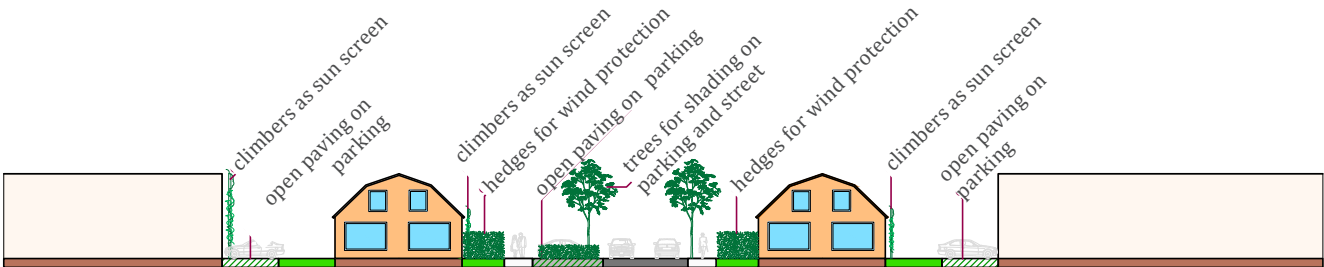 climbers as sun screen
open paving on
parking
climbers as sun screen
hedges for wind protection
open paving on  parking
trees for shading on
parking and street
hedges for wind protection
climbers as sun screen
open paving on
parking